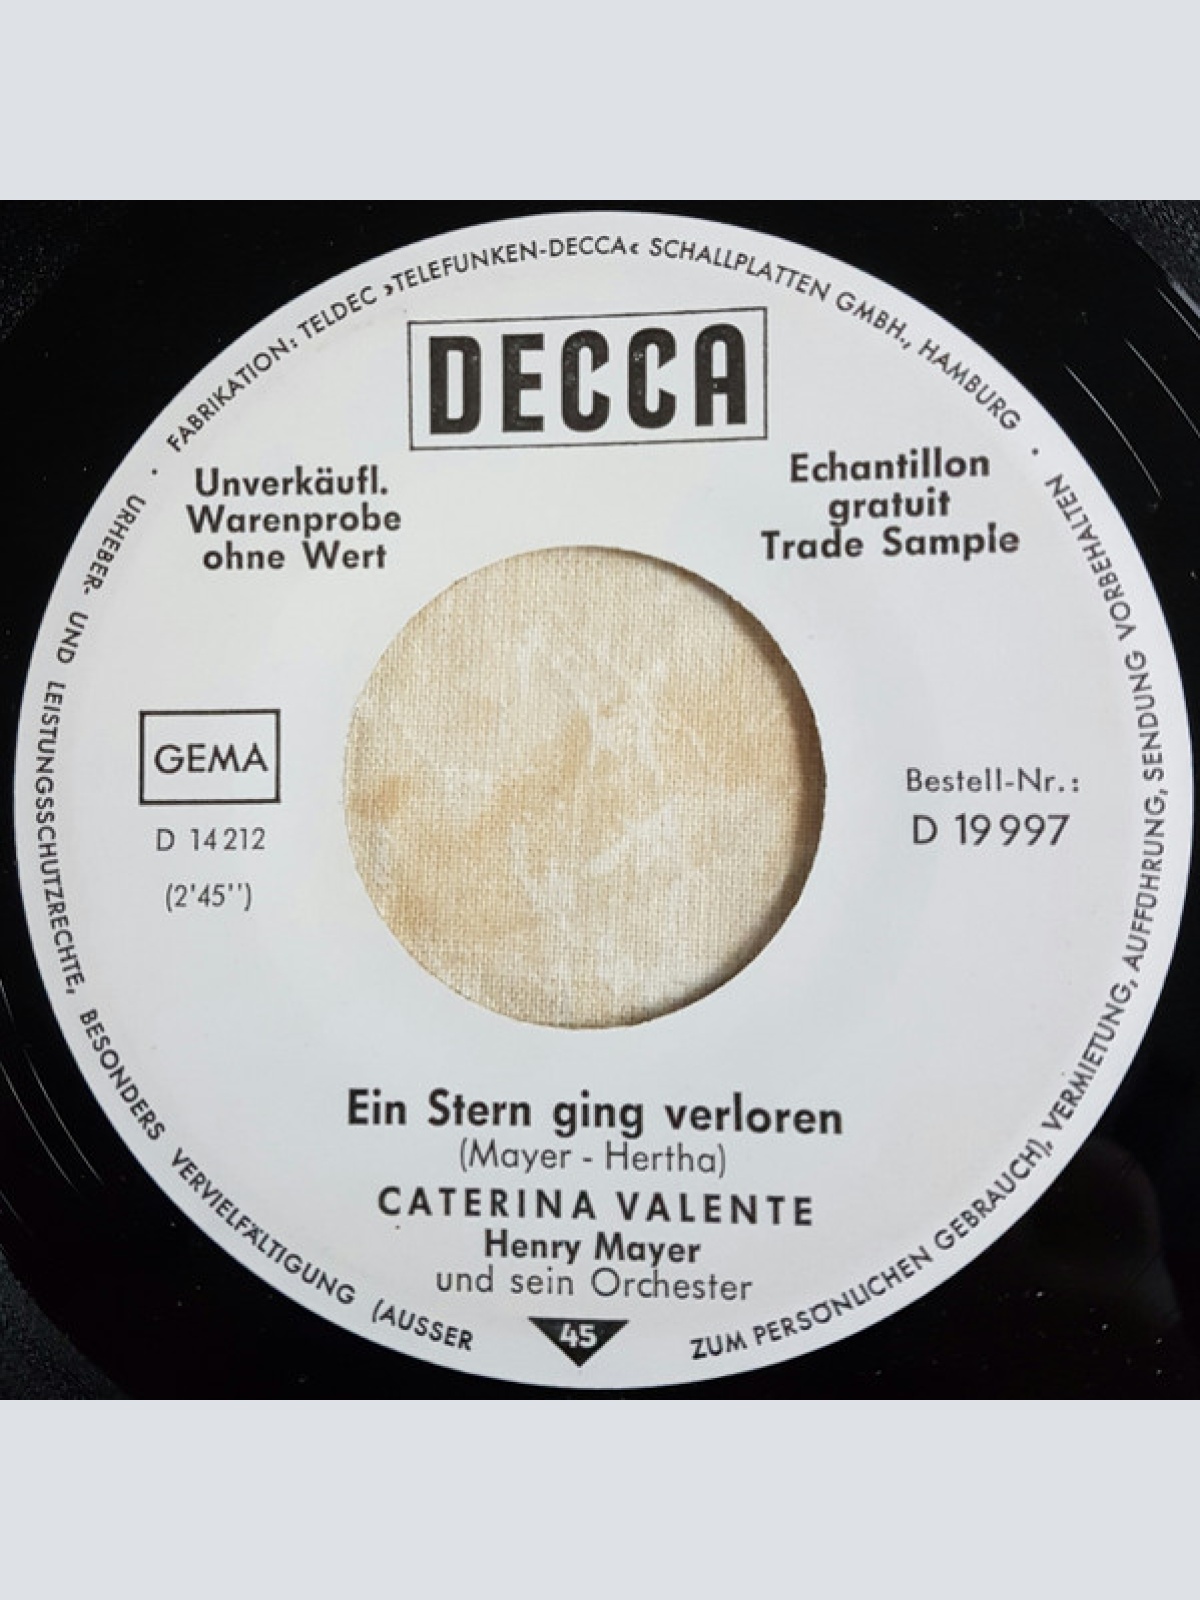 FABRIKATION: TELDEC ›TELEFUNKEN-DECCA‹ SCHALLPLATTEN GMBH., HAMBURG ·
DECCA
Unverkäufl.
Warenprobe
ohne Wert
Echantillon
gratuit
Trade Sample
GEMA
D 14 212
(2'45'')
Bestell-Nr.:
D 19 997
Ein Stern ging verloren
(Mayer - Hertha)
CATERINA VALENTE
Henry Mayer
und sein Orchester
45
· URHEBER- UND LEISTUNGSSCHUTZRECHTE, BESONDERS VERVIELFÄLTIGUNG (AUSSER ZUM PERSÖNLICHEN GEBRAUCH), VERMIETUNG, AUFFÜHRUNG, SENDUNG VORBEHALTEN